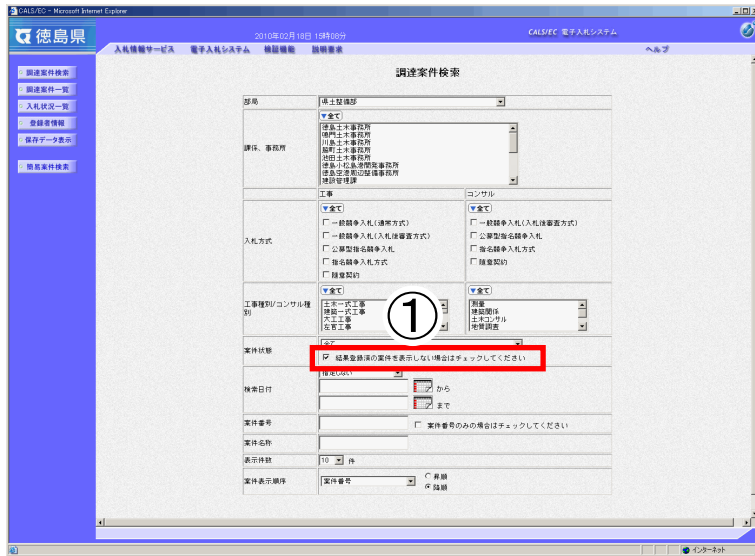 CALS/EC - Microsoft Internet Explorer
徳島県
2010年02月18日 15時08分
CALS/EC 電子入札システム
入札情報サービス 電子入札システム 検証機能 説明要求 ヘルプ
調達案件検索
調達案件一覧
入札状況一覧
登録者情報
保存データ表示
簡易案件検索
調達案件検索
部局 県土整備部
課係、事務所
▼全て
徳島土木事務所
鳴門土木事務所
川島土木事務所
脇町土木事務所
池田土木事務所
徳島小松島港開発事務所
徳島空港周辺整備事務所
建設管理課
工事 コンサル
入札方式
▼全て ▼全て
一般競争入札(通常方式) 一般競争入札(入札後審査方式)
一般競争入札(入札後審査方式) 公募型指名競争入札
公募型指名競争入札 指名競争入札方式
指名競争入札方式 随意契約
随意契約
工事種別/コンサル種別
▼全て ▼全て
土木一式工事 測量
建築一式工事 建築関係
大工工事 土木コンサル
左官工事 地質調査
①
案件状態 全て
結果登録済の案件を表示しない場合はチェックしてください
検索日付 指定しない
から
まで
案件番号 案件番号のみの場合はチェックしてください
案件名称
表示件数 10 件
案件表示順序 案件番号 昇順
降順
インターネット